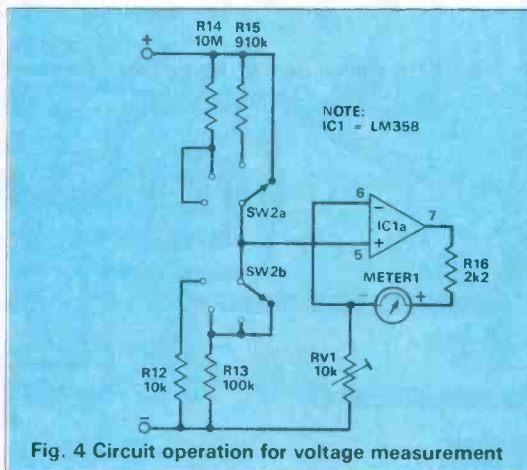 R14 R15
10M 910k
+
NOTE:
IC1 = LM358
SW2a
6
−
IC1a
7
5
+
R16
2k2
SW2b
METER1
−
+
R12
10k
R13
100k
RV1
10k
−
Fig. 4 Circuit operation for voltage measurement